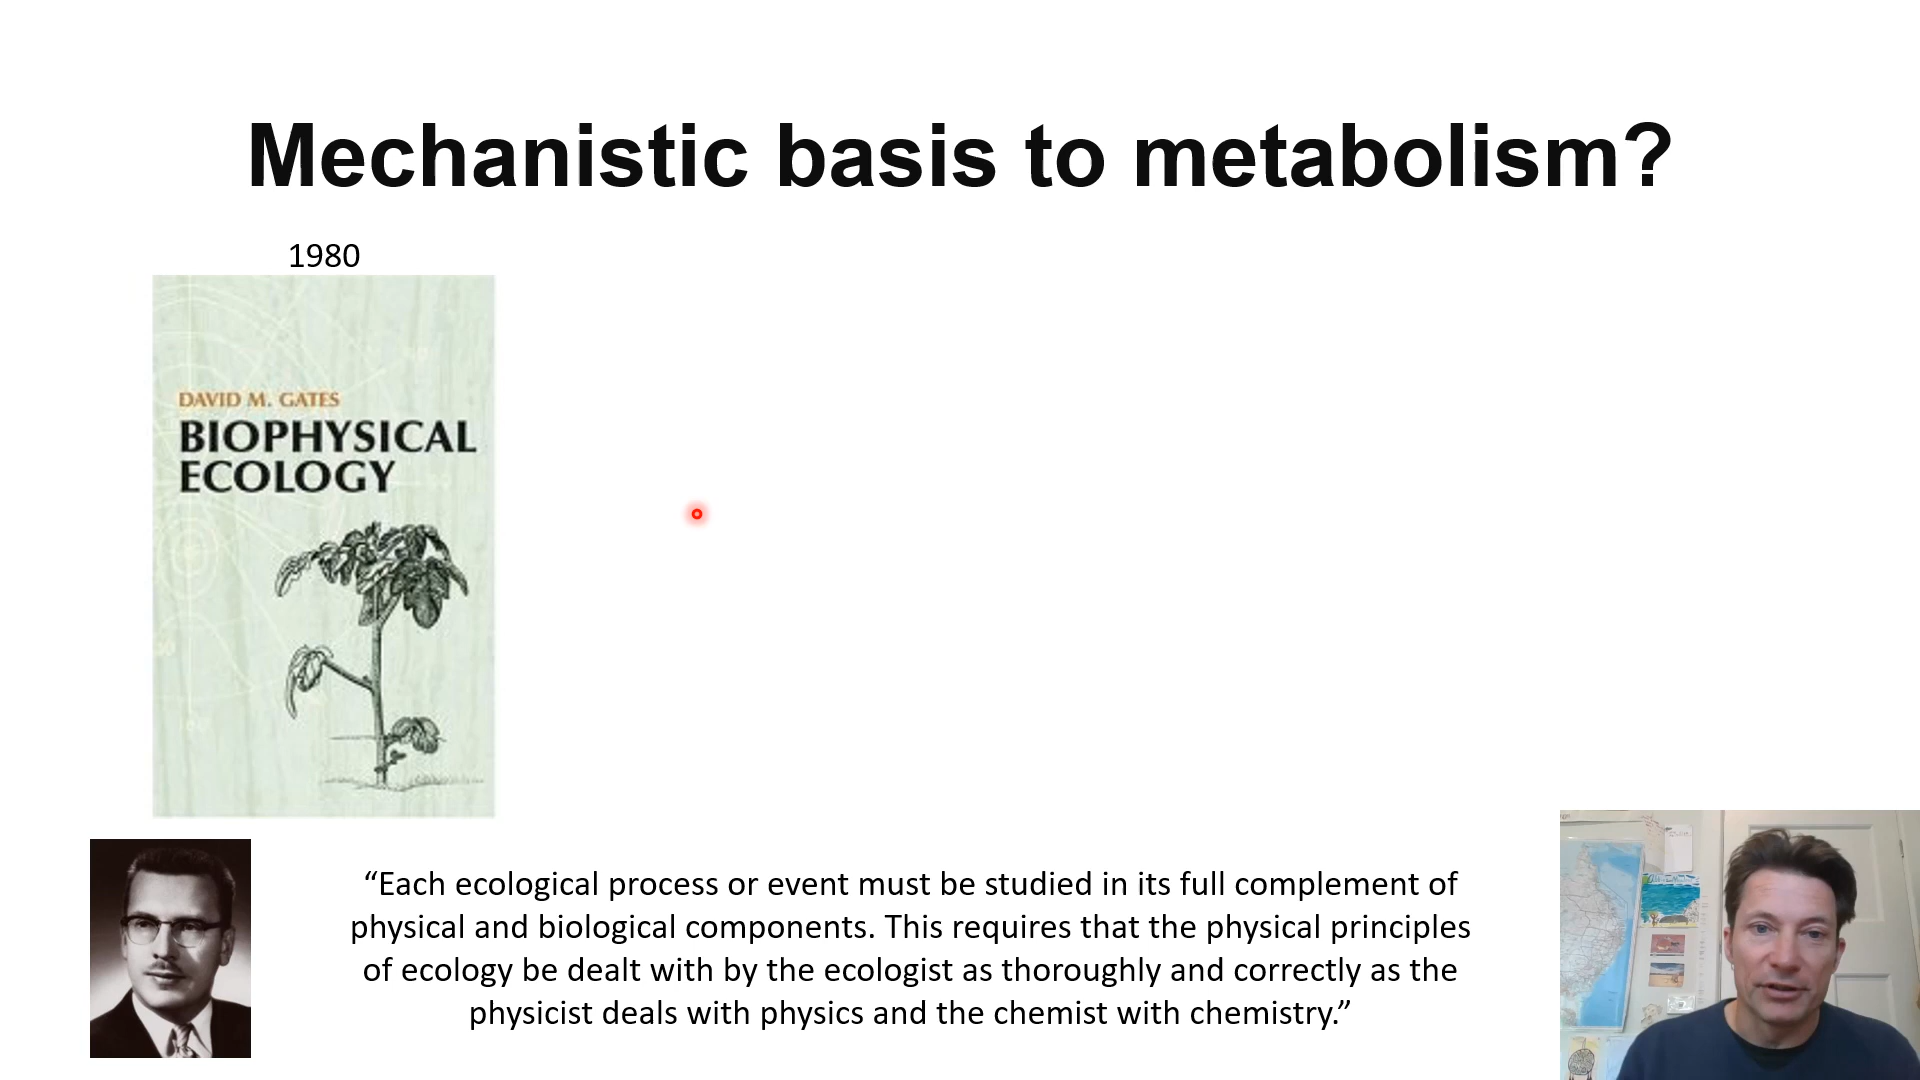 Mechanistic basis to metabolism?
1980
DAVID M. GATES
BIOPHYSICAL
ECOLOGY
“Each ecological process or event must be studied in its full complement of
physical and biological components. This requires that the physical principles
of ecology be dealt with by the ecologist as thoroughly and correctly as the
physicist deals with physics and the chemist with chemistry.”